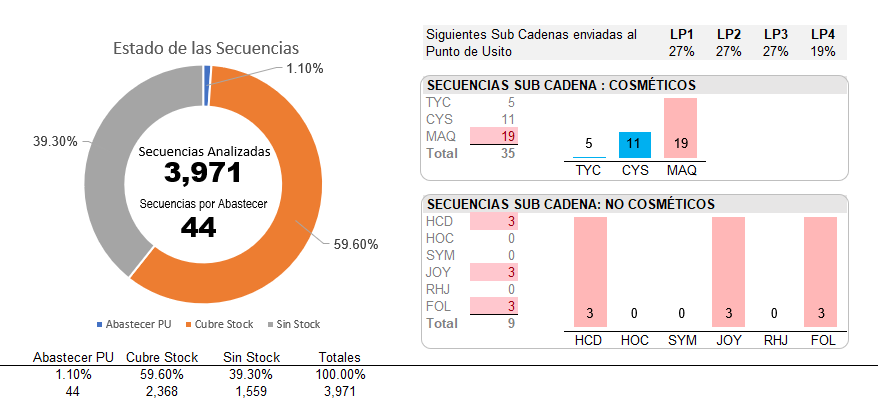 Estado de las Secuencias
1.10%
39.30%
Secuencias Analizadas
3,971
Secuencias por Abastecer
44
59.60%
Abastecer PU Cubre Stock Sin Stock
Abastecer PU Cubre Stock Sin Stock Totales
1.10% 59.60% 39.30% 100.00%
44 2,368 1,559 3,971
Siguientes Sub Cadenas enviadas al LP1 LP2 LP3 LP4
Punto de Usito 27% 27% 27% 19%
SECUENCIAS SUB CADENA : COSMÉTICOS
TYC 5
CYS 11
MAQ 19
Total 35
5 11 19
TYC CYS MAQ
SECUENCIAS SUB CADENA: NO COSMÉTICOS
HCD 3
HOC 0
SYM 0
JOY 3
RHJ 0
FOL 3
Total 9
3 0 0 3 0 3
HCD HOC SYM JOY RHJ FOL